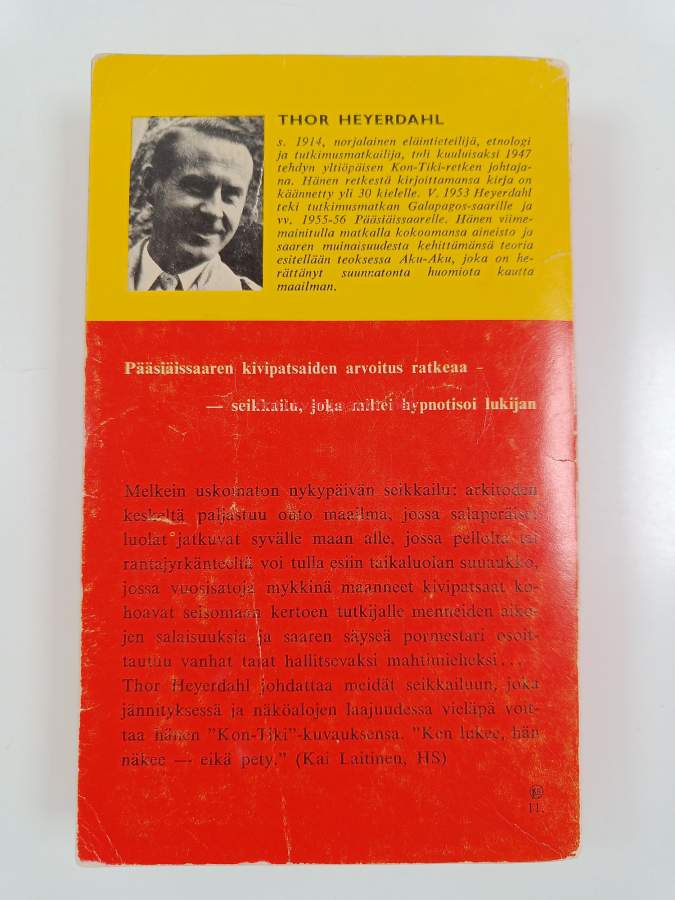 THOR HEYERDAHL
s. 1914, norjalainen eläintieteilijä, etnologi
ja tutkimusmatkailija, tuli kuuluisaksi 1947
tehdyn yltiöpäisen Kon-Tiki-retken johtaja-
na. Hänen retkestä kirjoittamansa kirja on
käännetty yli 30 kielelle. V. 1953 Heyerdahl
teki tutkimusmatkan Galapagos-saarille ja
vv. 1955-56 Pääsiäissaarelle. Hänen viime-
mainitulla matkalla kokoomansa aineisto ja
saaren muinaisuudesta kehittämänsä teoria
esitellään teoksessa Aku-Aku, joka on he-
rättänyt suunnatonta huomiota kautta
maailman.
Pääsiäissaaren kivipatsaiden arvoitus ratkeaa –
— seikkailu, joka miltei hypnotisoi lukijan
Melkein uskomaton nykypäivän seikkailu: arkitoden
keskeltä paljastuu outo maailma, jossa salaperäiset
luolat jatkuvat syvälle maan alle, jossa pellolta tai
rantajyrkänteeltä voi tulla esiin taikaluolan suuaukko,
jossa vuosisatoja mykkinä maanneet kivipatsaat ko-
hoavat seisomaan kertoen tutkijalle menneiden aiko-
jen salaisuuksia ja saaren säyseä pormestari osoit-
tautuu vanhat taiat hallitsevaksi mahtimieheksi...
Thor Heyerdahl johdattaa meidät seikkailuun, joka
jännityksessä ja näköalojen laajuudessa vieläpä voit-
taa hänen "Kon-Tiki"-kuvauksensa. "Ken lukee, hän
näkee — eikä pety." (Kai Laitinen, HS)
11.